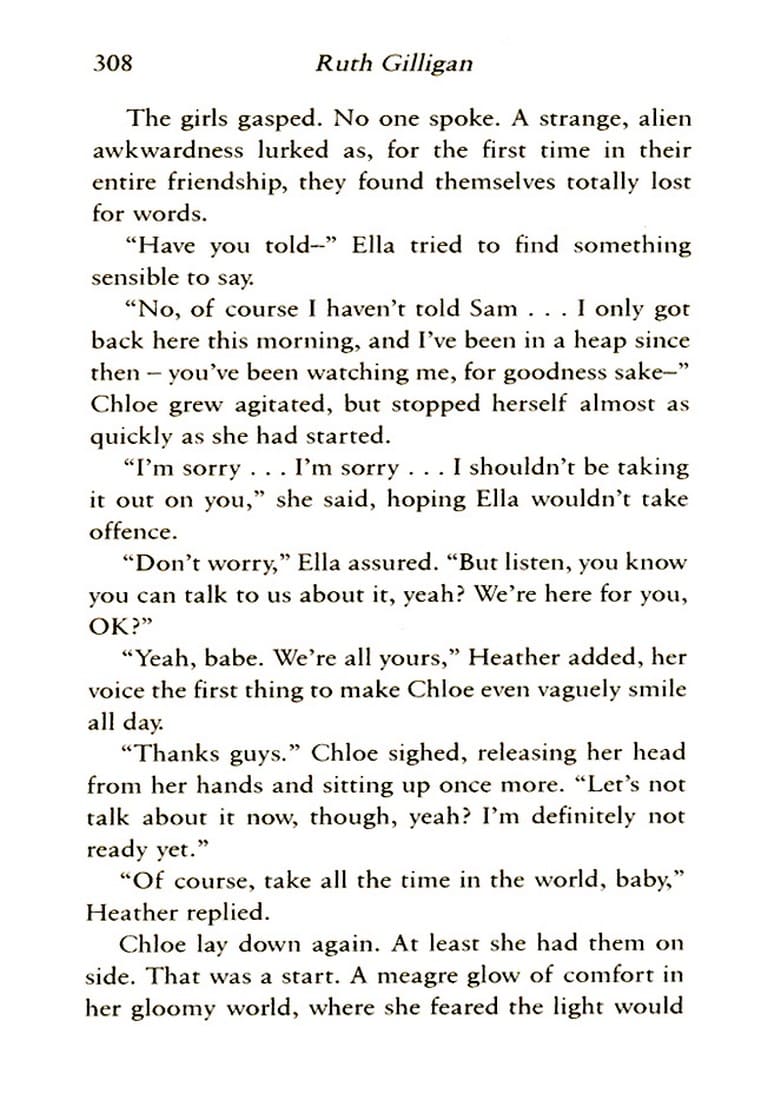 308 Ruth Gilligan
The girls gasped. No one spoke. A strange, alien
awkwardness lurked as, for the first time in their
entire friendship, they found themselves totally lost
for words.
“Have you told–” Ella tried to find something
sensible to say.
“No, of course I haven’t told Sam . . . I only got
back here this morning, and I’ve been in a heap since
then – you’ve been watching me, for goodness sake–”
Chloe grew agitated, but stopped herself almost as
quickly as she had started.
“I’m sorry . . . I’m sorry . . . I shouldn’t be taking
it out on you,” she said, hoping Ella wouldn’t take
offence.
“Don’t worry,” Ella assured. “But listen, you know
you can talk to us about it, yeah? We’re here for you,
OK?”
“Yeah, babe. We’re all yours,” Heather added, her
voice the first thing to make Chloe even vaguely smile
all day.
“Thanks guys.” Chloe sighed, releasing her head
from her hands and sitting up once more. “Let’s not
talk about it now, though, yeah? I’m definitely not
ready yet.”
“Of course, take all the time in the world, baby,”
Heather replied.
Chloe lay down again. At least she had them on
side. That was a start. A meagre glow of comfort in
her gloomy world, where she feared the light would